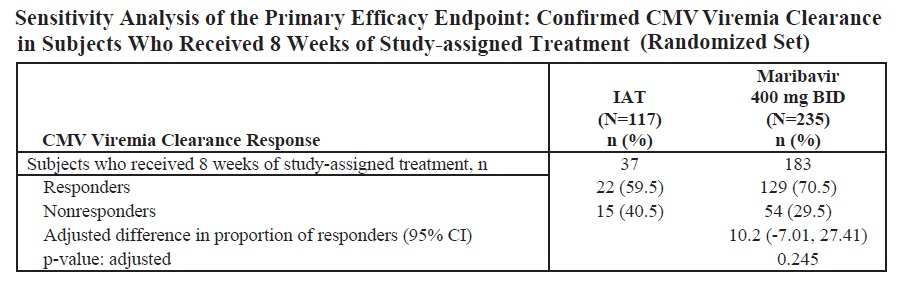 Sensitivity Analysis of the Primary Efficacy Endpoint: Confirmed CMV Viremia Clearance
in Subjects Who Received 8 Weeks of Study-assigned Treatment (Randomized Set)
CMV Viremia Clearance Response IAT (N=117) n (%) Maribavir 400 mg BID (N=235) n (%)
Subjects who received 8 weeks of study-assigned treatment, n 37 183
Responders 22 (59.5) 129 (70.5)
Nonresponders 15 (40.5) 54 (29.5)
Adjusted difference in proportion of responders (95% CI) 10.2 (-7.01, 27.41)
p-value: adjusted 0.245